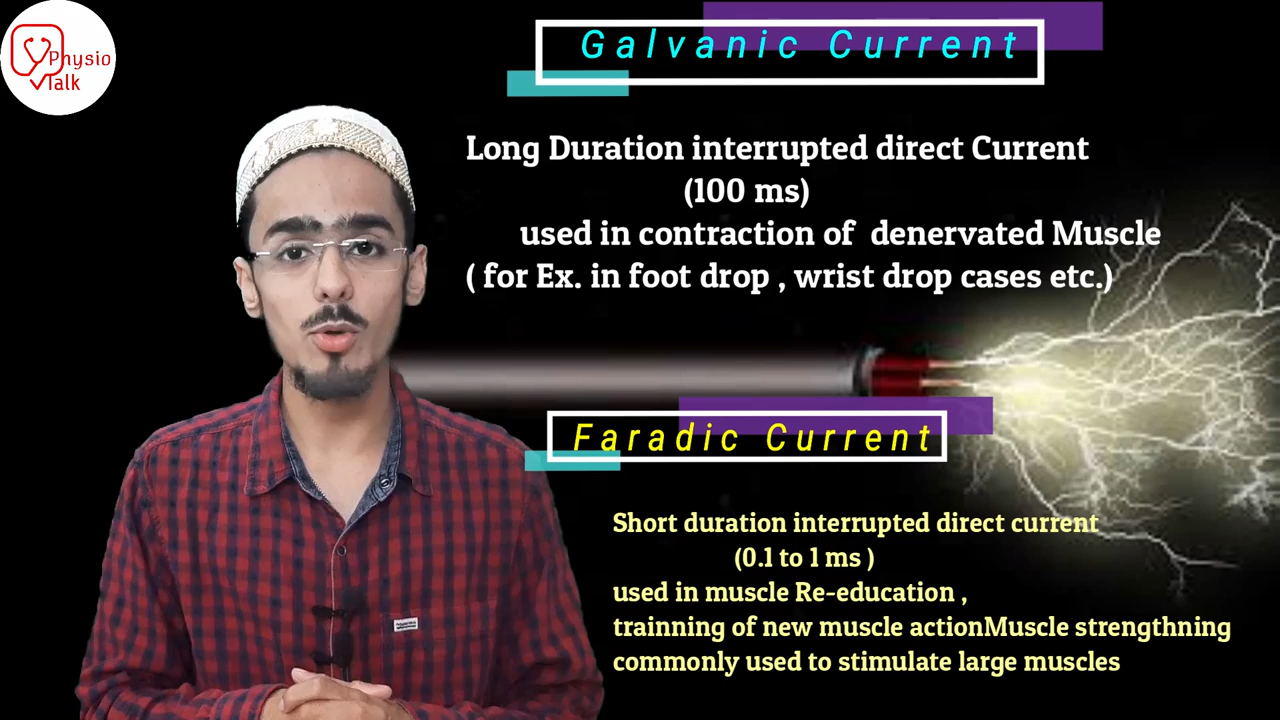 Physio
Talk
Galvanic Current
Long Duration interrupted direct Current
(100 ms)
used in contraction of denervated Muscle
( for Ex. in foot drop , wrist drop cases etc.)
Faradic Current
Short duration interrupted direct current
(0.1 to 1 ms )
used in muscle Re-education ,
trainning of new muscle actionMuscle strengthning
commonly used to stimulate large muscles